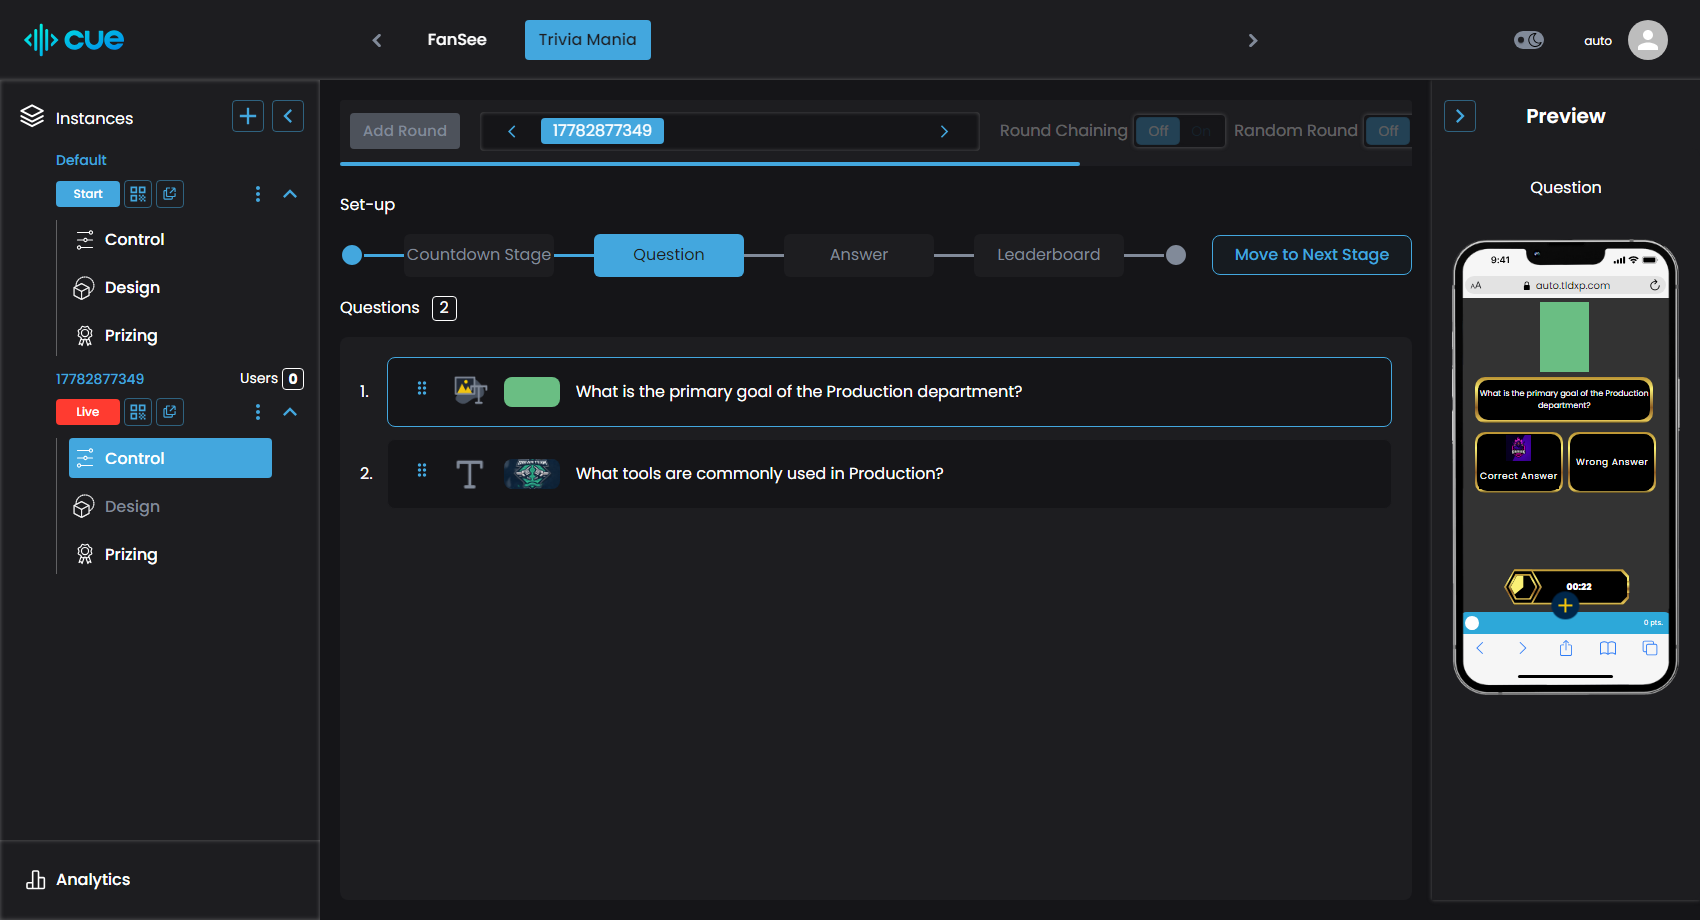 cue
FanSee
Trivia Mania
auto
Instances
Default
Start
Control
Design
Prizing
17782877349
Users 0
Live
Control
Design
Prizing
Analytics
Add Round
17782877349
Round Chaining
Off
On
Random Round
Off
Set-up
Countdown Stage
Question
Answer
Leaderboard
Move to Next Stage
Questions 2
1.
What is the primary goal of the Production department?
2.
T
What tools are commonly used in Production?
Preview
Question
9:41
AA
auto.tldxp.com
What is the primary goal of the Production
department?
Correct Answer
Wrong Answer
00:22
0 pts.